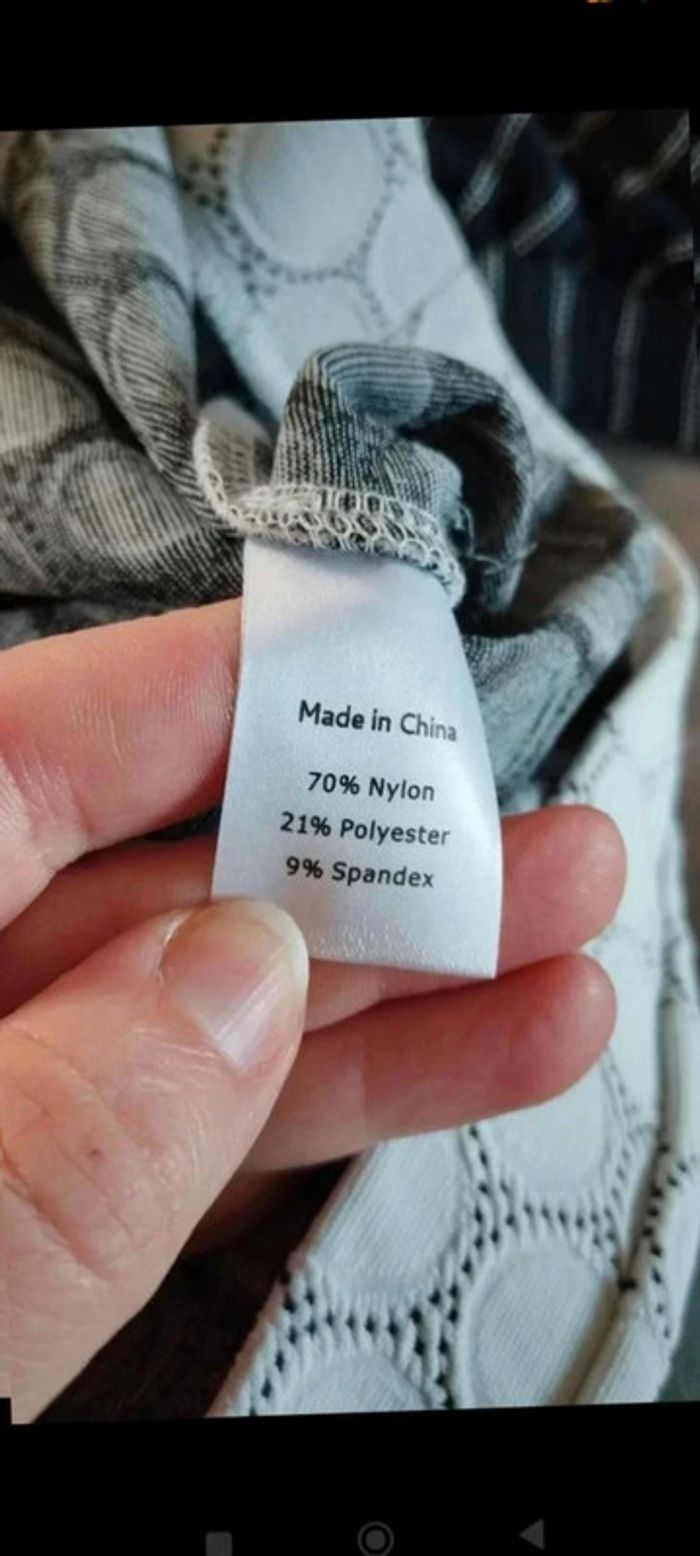 Made in China
70% Nylon
21% Polyester
9% Spandex